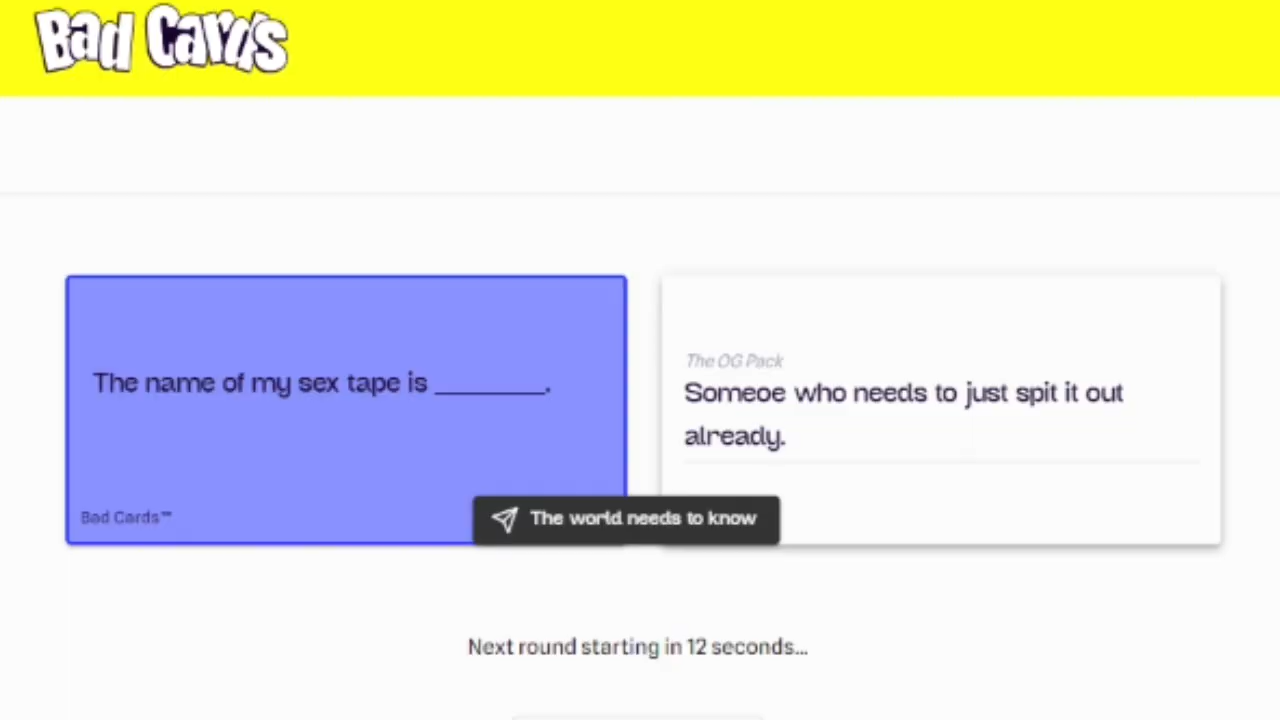 Bad Cards
The name of my sex tape is ________.
Bad Cards™
The OG Pack
Someoe who needs to just spit it out
already.
The world needs to know
Next round starting in 12 seconds...